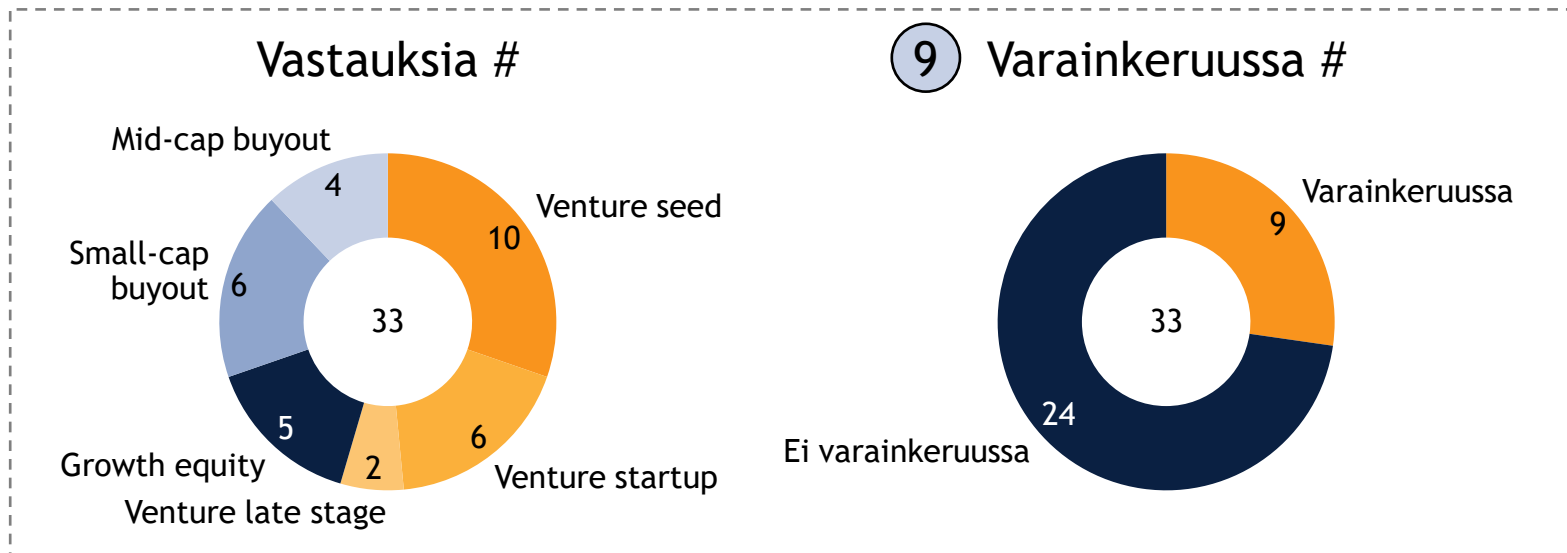 Vastauksia #
Mid-cap buyout
4
Venture seed
10
Small-cap
buyout
6
33
5
Growth equity
2
Venture late stage
6
Venture startup
9
Varainkeruussa #
Varainkeruussa
9
33
24
Ei varainkeruussa